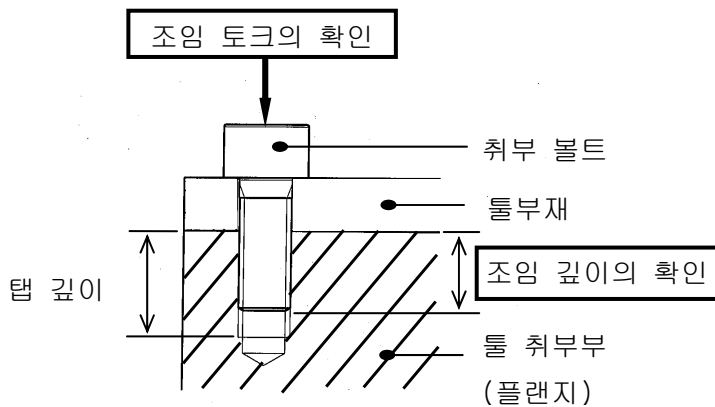 조임 토크의 확인
취부 볼트
툴부재
탭 깊이
조임 깊이의 확인
툴 취부부
(플랜지)